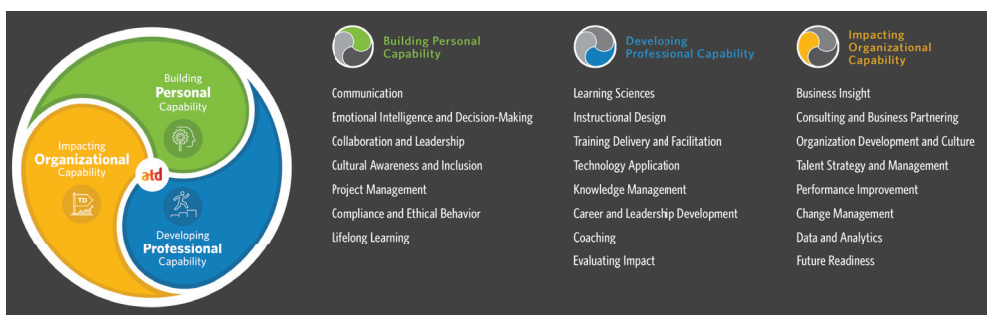 Building
Personal
Capability
Impacting
Organizational
Capability
atd
TD
Developing
Professional
Capability
Building Personal
Capability
Communication
Emotional Intelligence and Decision-Making
Collaboration and Leadership
Cultural Awareness and Inclusion
Project Management
Compliance and Ethical Behavior
Lifelong Learning
Developing
Professional Capability
Learning Sciences
Instructional Design
Training Delivery and Facilitation
Technology Application
Knowledge Management
Career and Leadership Development
Coaching
Evaluating Impact
Impacting
Organizational
Capability
Business Insight
Consulting and Business Partnering
Organization Development and Culture
Talent Strategy and Management
Performance Improvement
Change Management
Data and Analytics
Future Readiness